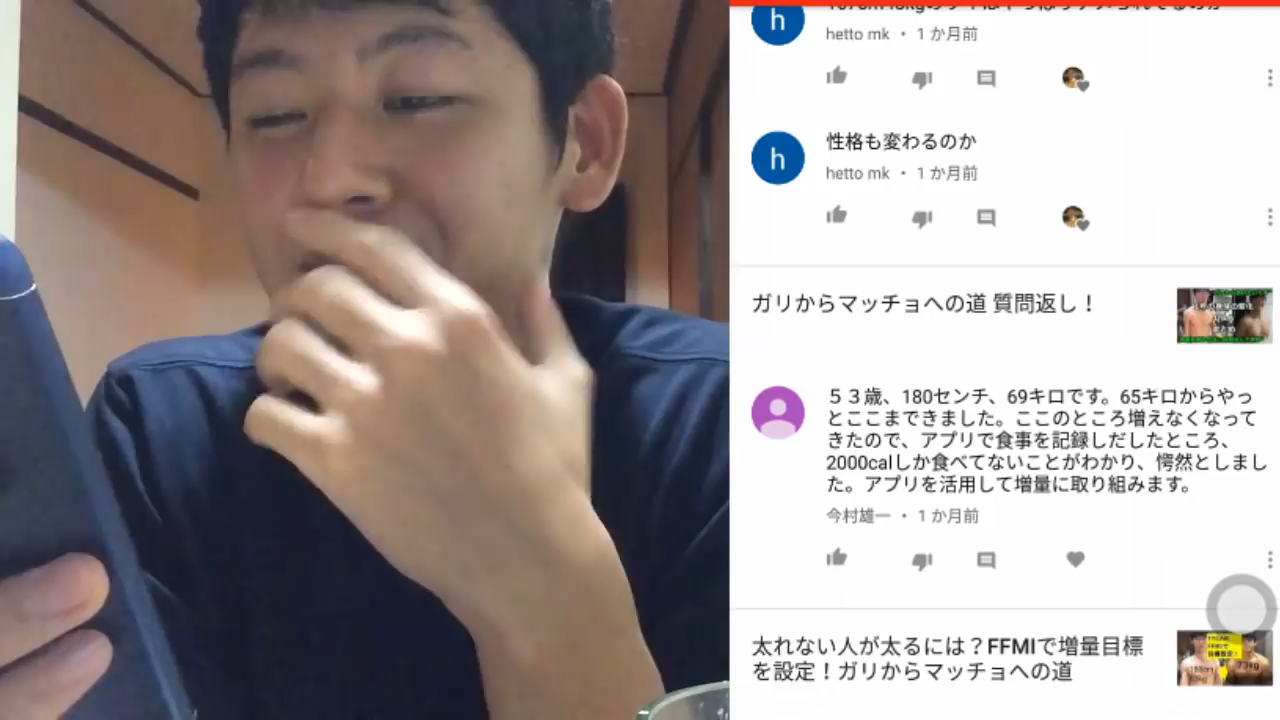 hetto mk ・ 1 か月前
h
性格も変わるのか
hetto mk ・ 1 か月前
h
ガリからマッチョへの道 質問返し！
５３歳、180センチ、69キロです。65キロからやっ
とここまできました。ここのところ増えなくなって
きたので、アプリで食事を記録しだしたところ、
2000calしか食べてないことがわかり、愕然としまし
た。アプリを活用して増量に取り組みます。
今村雄一 ・ 1 か月前
太れない人が太るには？FFMIで増量目標
を設定！ガリからマッチョへの道
73kg